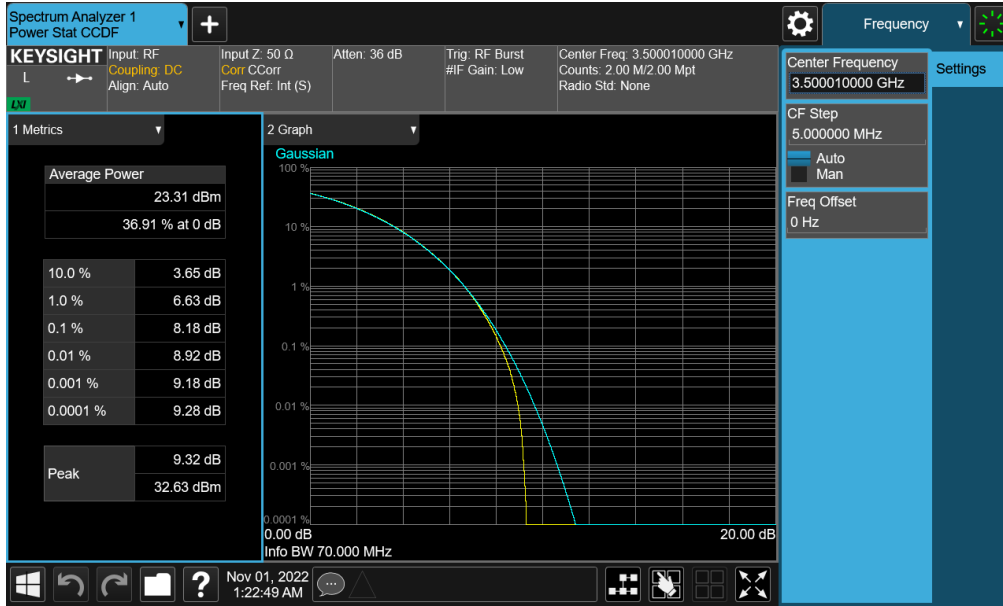 Spectrum Analyzer 1
Power Stat CCDF
Frequency
KEYSIGHT
L
LXI
Input: RF
Coupling: DC
Align: Auto
Input Z: 50 Ω
Corr CCorr
Freq Ref: Int (S)
Atten: 36 dB
Trig: RF Burst
#IF Gain: Low
Center Freq: 3.500010000 GHz
Counts: 2.00 M/2.00 Mpt
Radio Std: None
Center Frequency
3.500010000 GHz
Settings
CF Step
5.000000 MHz
Auto
Man
Freq Offset
0 Hz
1 Metrics
Average Power
23.31 dBm
36.91 % at 0 dB
10.0 % 3.65 dB
1.0 % 6.63 dB
0.1 % 8.18 dB
0.01 % 8.92 dB
0.001 % 9.18 dB
0.0001 % 9.28 dB
Peak
9.32 dB
32.63 dBm
2 Graph
Gaussian
100 %
10 %
1 %
0.1 %
0.01 %
0.001 %
0.0001 %
0.00 dB 20.00 dB
Info BW 70.000 MHz
?
Nov 01, 2022
1:22:49 AM